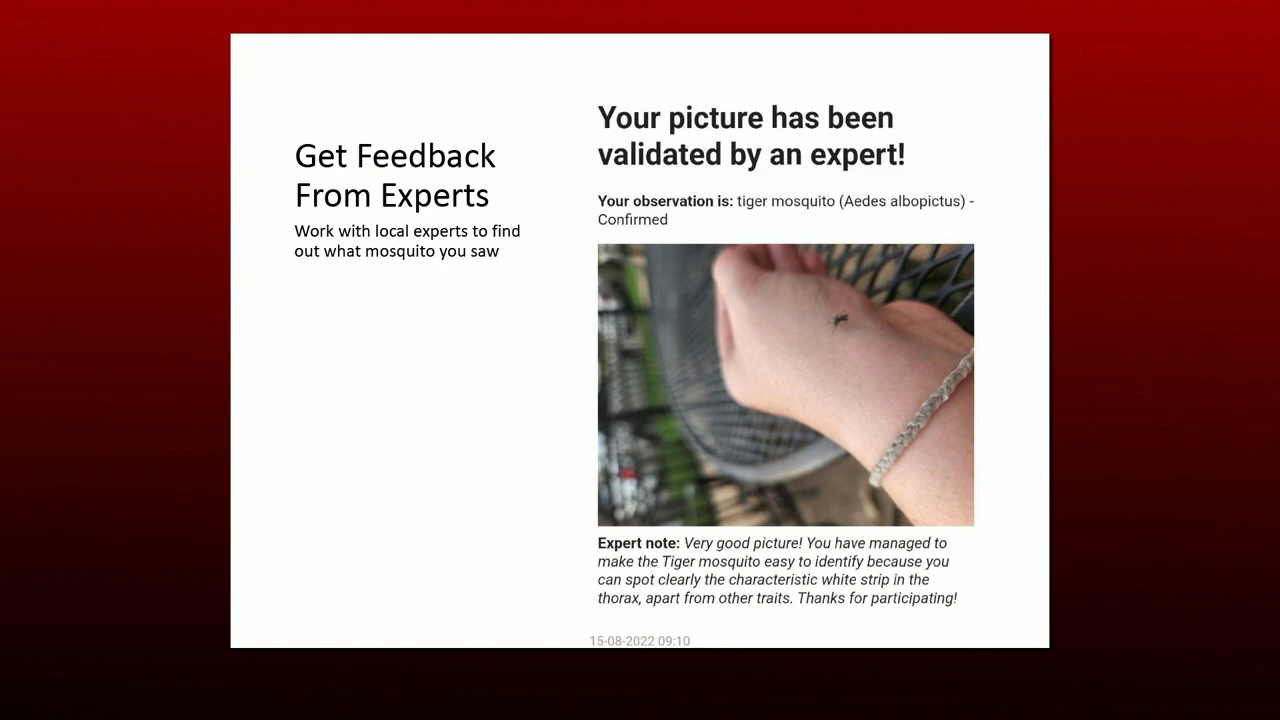 Get Feedback
From Experts
Work with local experts to find
out what mosquito you saw
Your picture has been
validated by an expert!
Your observation is: tiger mosquito (Aedes albopictus) -
Confirmed
Expert note: Very good picture! You have managed to
make the Tiger mosquito easy to identify because you
can spot clearly the characteristic white strip in the
thorax, apart from other traits. Thanks for participating!
15-08-2022 09:10